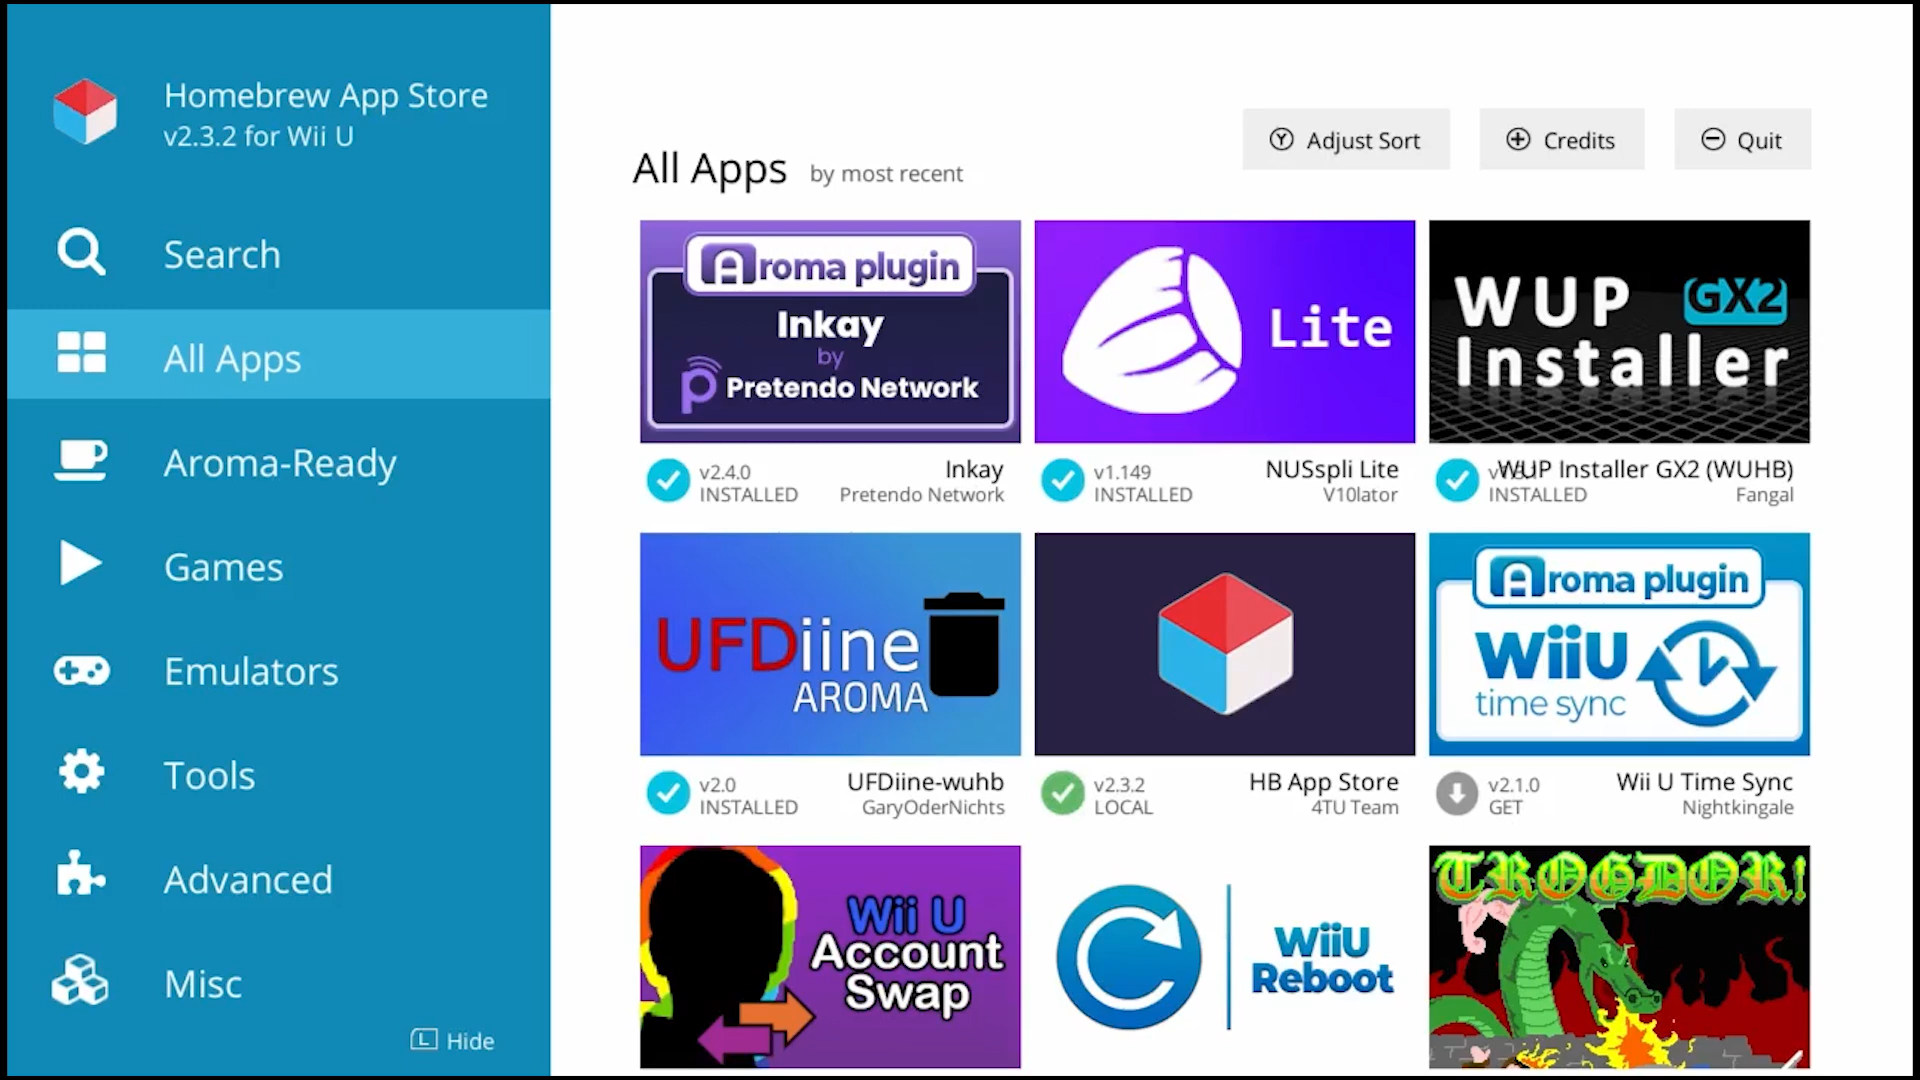 Homebrew App Store
v2.3.2 for Wii U
Search
All Apps
Aroma-Ready
Games
Emulators
Tools
Advanced
Misc
L Hide
All Apps by most recent
Y Adjust Sort
Credits
Quit
Aroma plugin
Inkay
by
Pretendo Network
v2.4.0
INSTALLED
Inkay
Pretendo Network
Lite
v1.149
INSTALLED
NUSspli Lite
V10lator
WUP GX2
Installer
INSTALLED
WUP Installer GX2 (WUHB)
Fangal
UFDiine
AROMA
v2.0
INSTALLED
UFDiine-wuhb
GaryOderNichts
v2.3.2
LOCAL
HB App Store
4TU Team
Aroma plugin
WiiU
time sync
v2.1.0
GET
Wii U Time Sync
Nightkingale
Wii U
Account
Swap
WiiU
Reboot
TROGDOR!